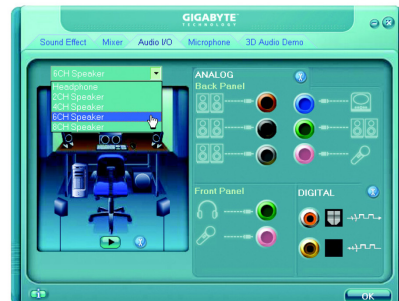 GIGABYTE
TECHNOLOGY
Sound Effect
Mixer
Audio I/O
Microphone
3D Audio Demo
6CH Speaker
Headphone
2CH Speaker
4CH Speaker
6CH Speaker
8CH Speaker
ANALOG
Back Panel
Front Panel
DIGITAL
OK